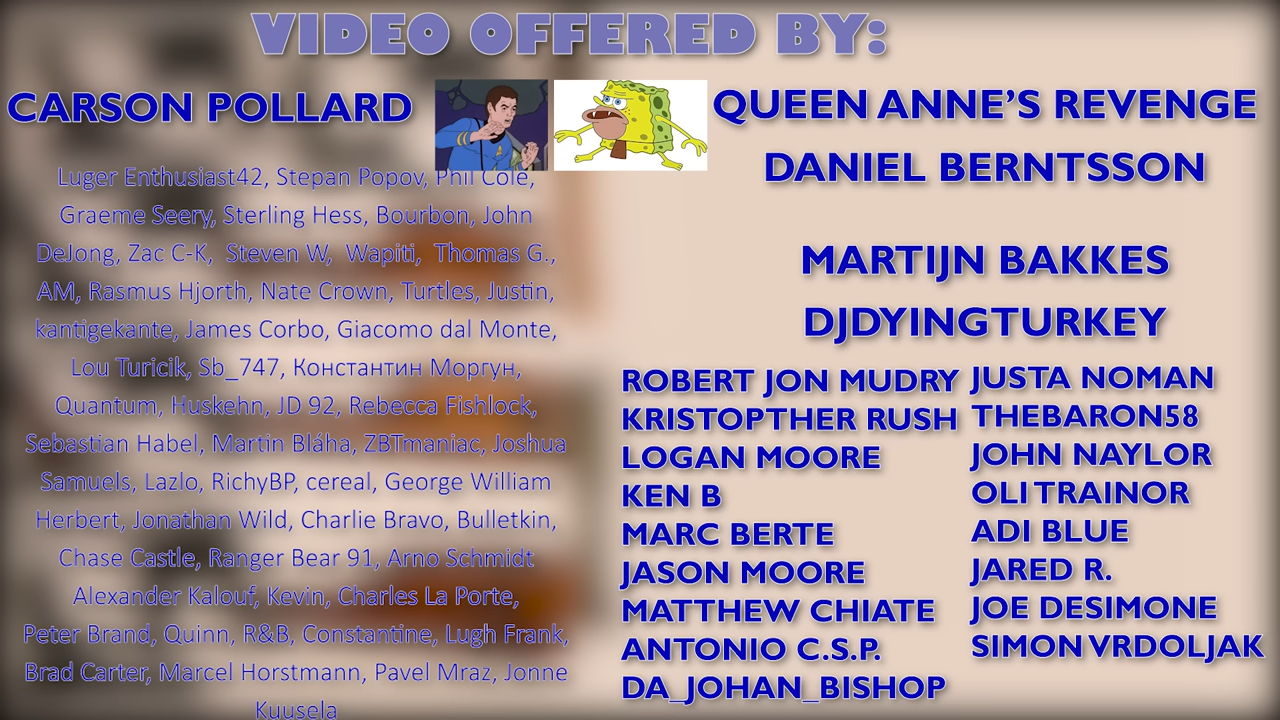 VIDEO OFFERED BY:
CARSON POLLARD
Luger Enthusiast42, Stepan Popov, Phil Cole,
Graeme Seery, Sterling Hess, Bourbon, John
DeJong, Zac C-K, Steven W, Wapiti, Thomas G.,
AM, Rasmus Hjorth, Nate Crown, Turtles, Justin,
kantigekante, James Corbo, Giacomo dal Monte,
Lou Turicik, Sb_747, Константин Моргун,
Quantum, Huskehn, JD 92, Rebecca Fishlock,
Sebastian Habel, Martin Bláha, ZBTmaniac, Joshua
Samuels, Lazlo, RichyBP, cereal, George William
Herbert, Jonathan Wild, Charlie Bravo, Bulletkin,
Chase Castle, Ranger Bear 91, Arno Schmidt
Alexander Kalouf, Kevin, Charles La Porte,
Peter Brand, Quinn, R&B, Constantine, Lugh Frank,
Brad Carter, Marcel Horstmann, Pavel Mraz, Jonne
Kuusela
QUEEN ANNE'S REVENGE
DANIEL BERNTSSON
MARTIJN BAKKES
DJDYINGTURKEY
ROBERT JON MUDRY
KRISTOPTHER RUSH
LOGAN MOORE
KEN B
MARC BERTE
JASON MOORE
MATTHEW CHIATE
ANTONIO C.S.P.
DA_JOHAN_BISHOP
JUSTA NOMAN
THEBARON58
JOHN NAYLOR
OLI TRAINOR
ADI BLUE
JARED R.
JOE DESIMONE
SIMON VRDOLJAK